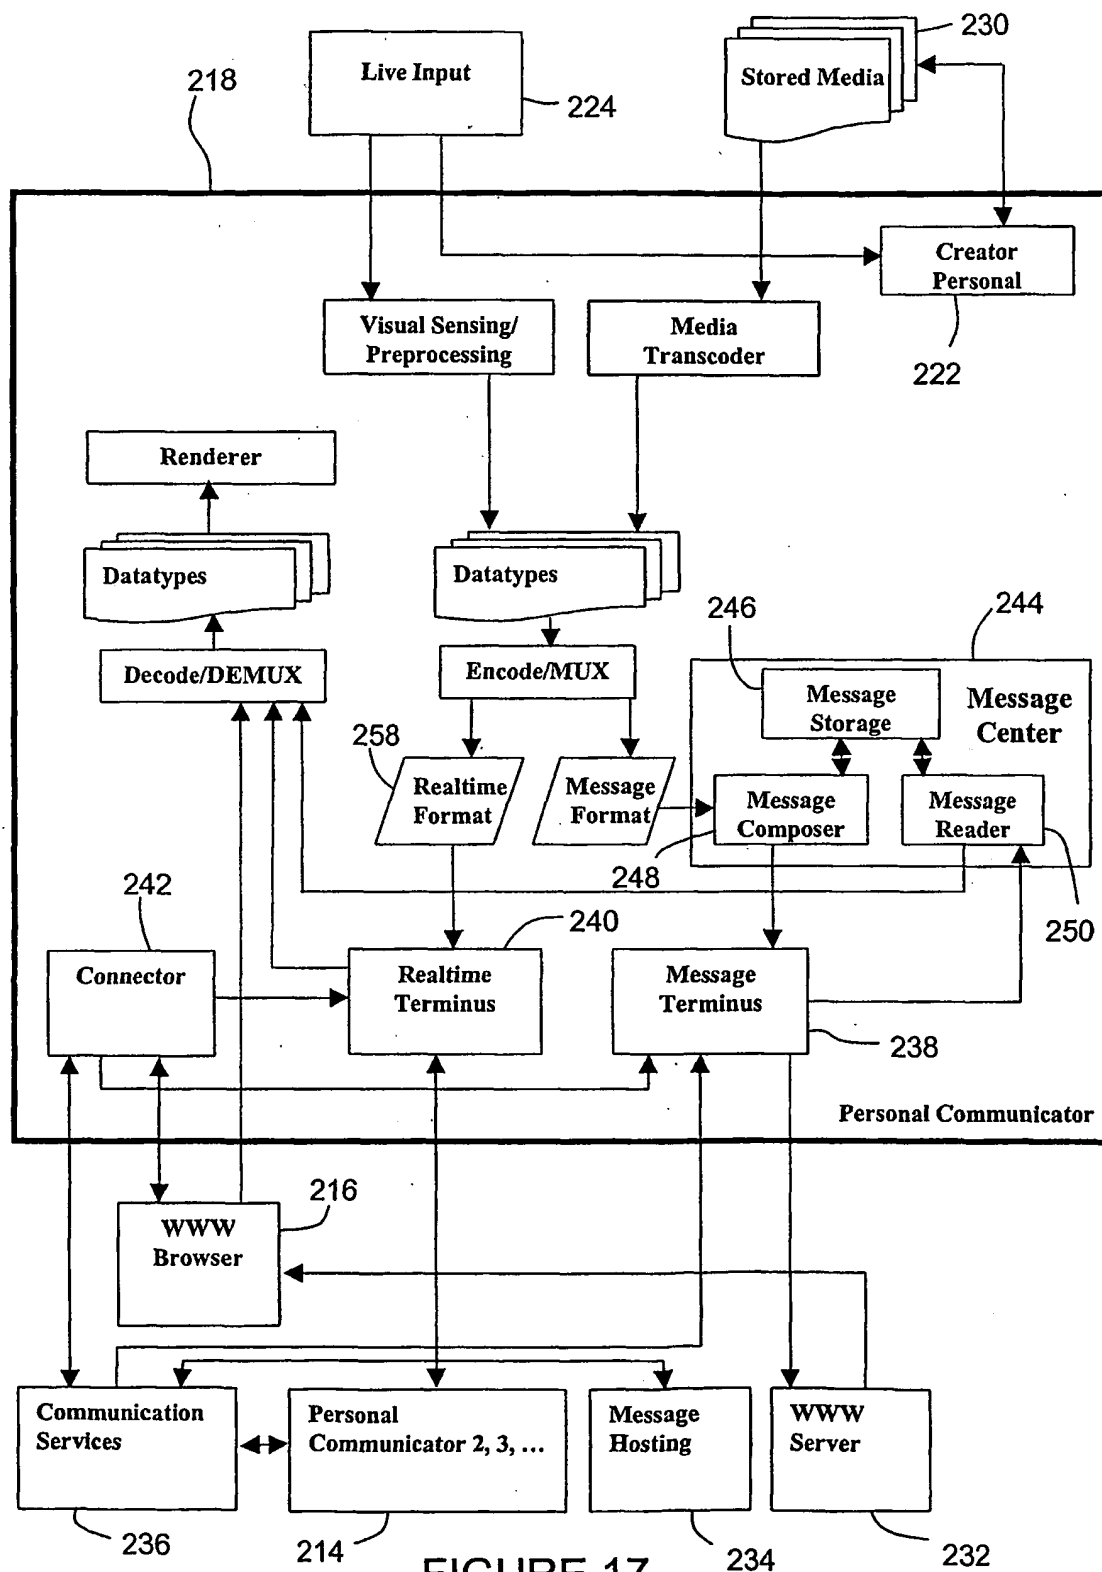 230
Live Input
Stored Media
218
224
Creator
Personal
222
Visual Sensing/
Preprocessing
Media
Transcoder
Renderer
Datatypes
Datatypes
246
244
Decode/DEMUX
Encode/MUX
Message
Storage
Message
Center
258
Realtime
Format
Message
Format
Message
Composer
Message
Reader
248
250
242
240
Connector
Realtime
Terminus
Message
Terminus
238
Personal Communicator
216
WWW
Browser
Communication
Services
Personal
Communicator 2, 3, ...
Message
Hosting
WWW
Server
236
214
234
232
FIGURE 17